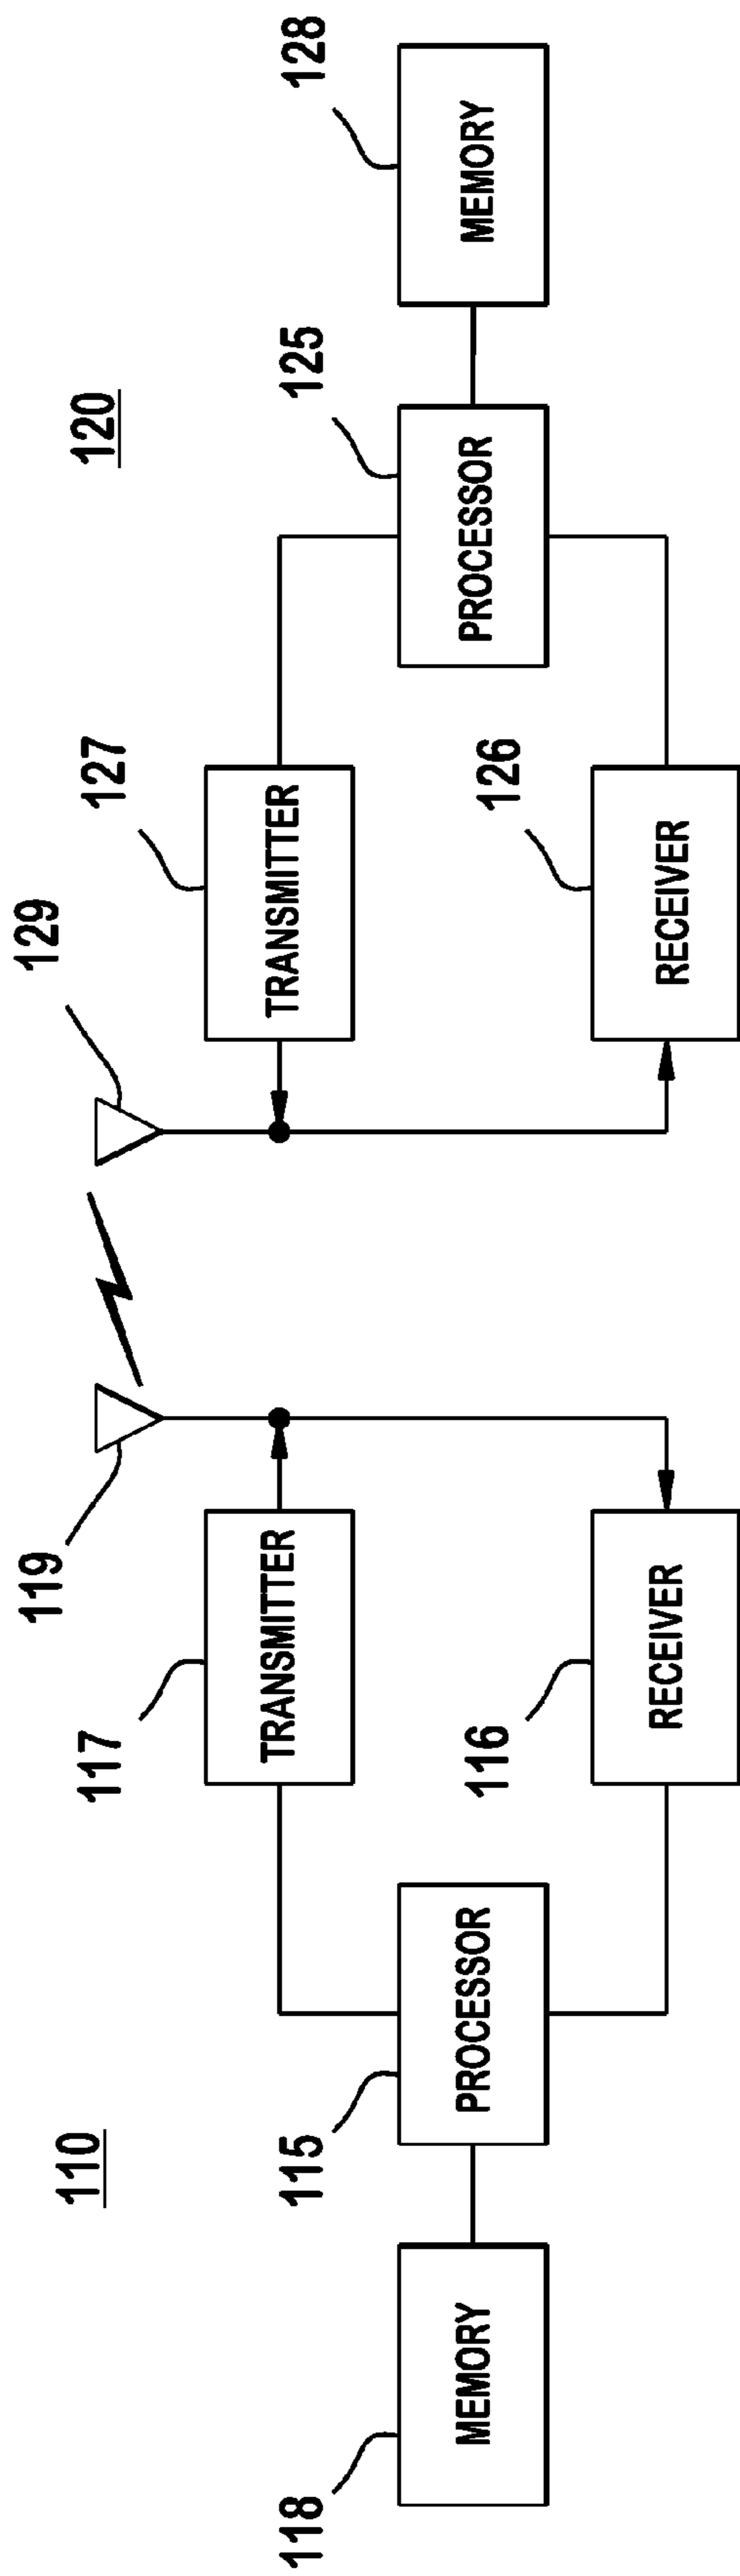 110
120
119
129
117
TRANSMITTER
127
TRANSMITTER
118
MEMORY
115
PROCESSOR
125
PROCESSOR
128
MEMORY
116
RECEIVER
126
RECEIVER